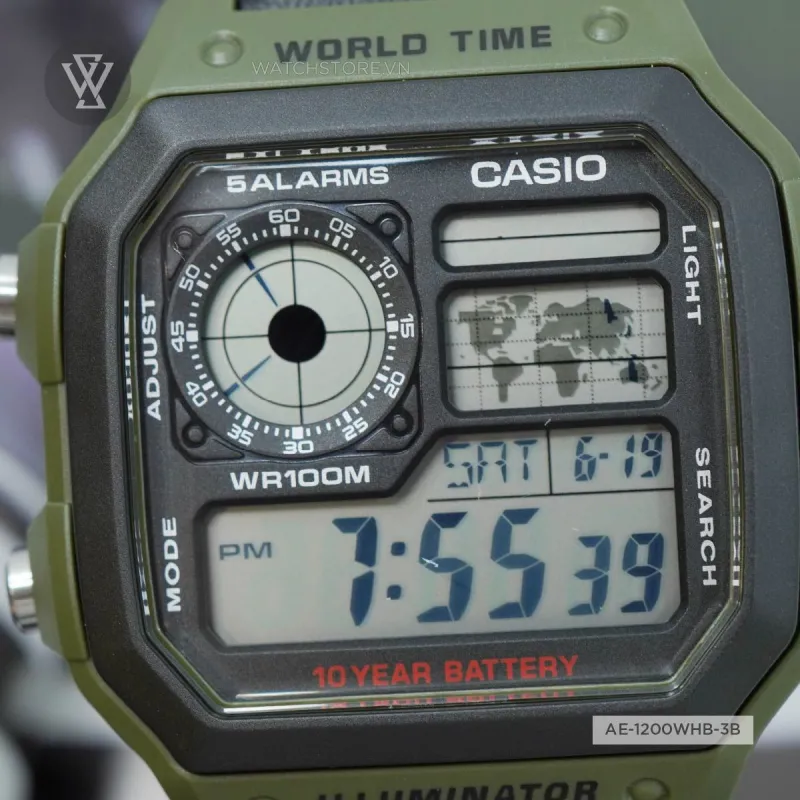 WORLD TIME
WATCHSTORE.VN
5 ALARMS
CASIO
60
05
10
15
20
25
30
35
40
45
50
55
ADJUST
LIGHT
WR100M
SAT 6-19
MODE
SEARCH
PM 7:55 39
10 YEAR BATTERY
AE-1200WHB-3B
ILLUMINATOR